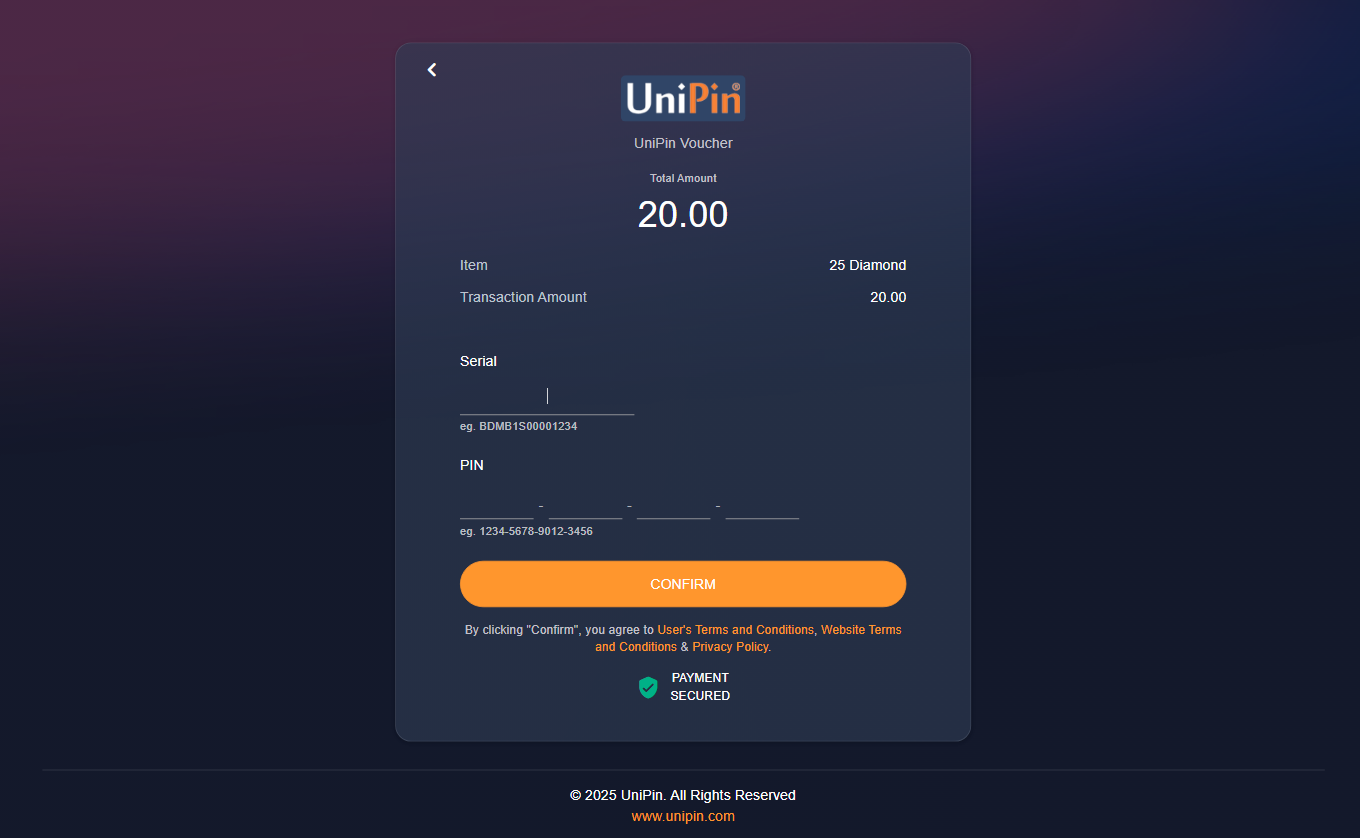 UniPin®
UniPin Voucher
Total Amount
20.00
Item 25 Diamond
Transaction Amount 20.00
Serial
eg. BDMB1S00001234
PIN
- - -
eg. 1234-5678-9012-3456
CONFIRM
By clicking "Confirm", you agree to User's Terms and Conditions, Website Terms
and Conditions & Privacy Policy.
PAYMENT
SECURED
© 2025 UniPin. All Rights Reserved
www.unipin.com